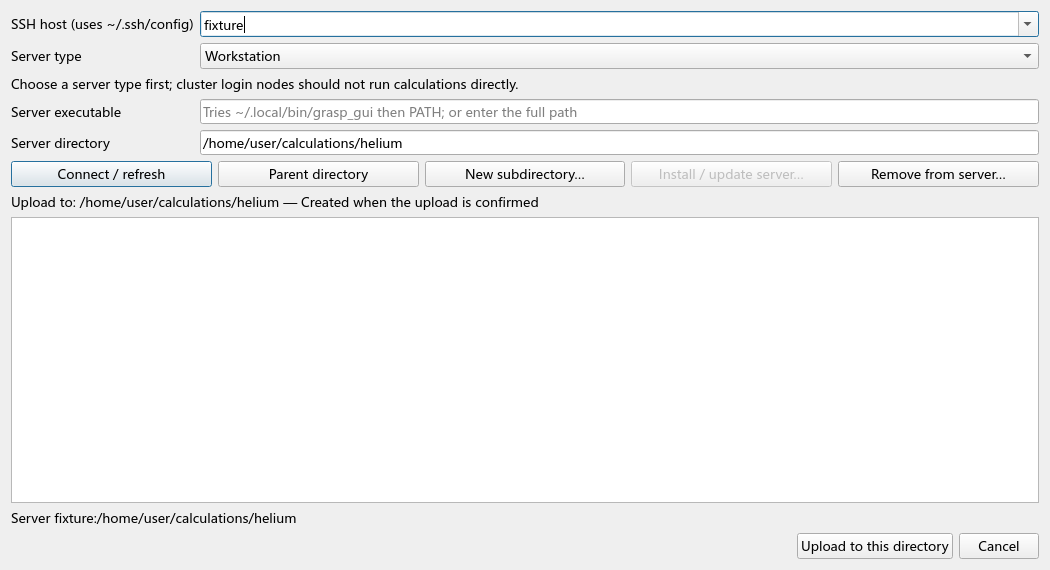 SSH host (uses ~/.ssh/config) fixture
Server type Workstation
Choose a server type first; cluster login nodes should not run calculations directly.
Server executable Tries ~/.local/bin/grasp_gui then PATH; or enter the full path
Server directory /home/user/calculations/helium
Connect / refresh Parent directory New subdirectory... Install / update server... Remove from server...
Upload to: /home/user/calculations/helium — Created when the upload is confirmed
Server fixture:/home/user/calculations/helium
Upload to this directory Cancel